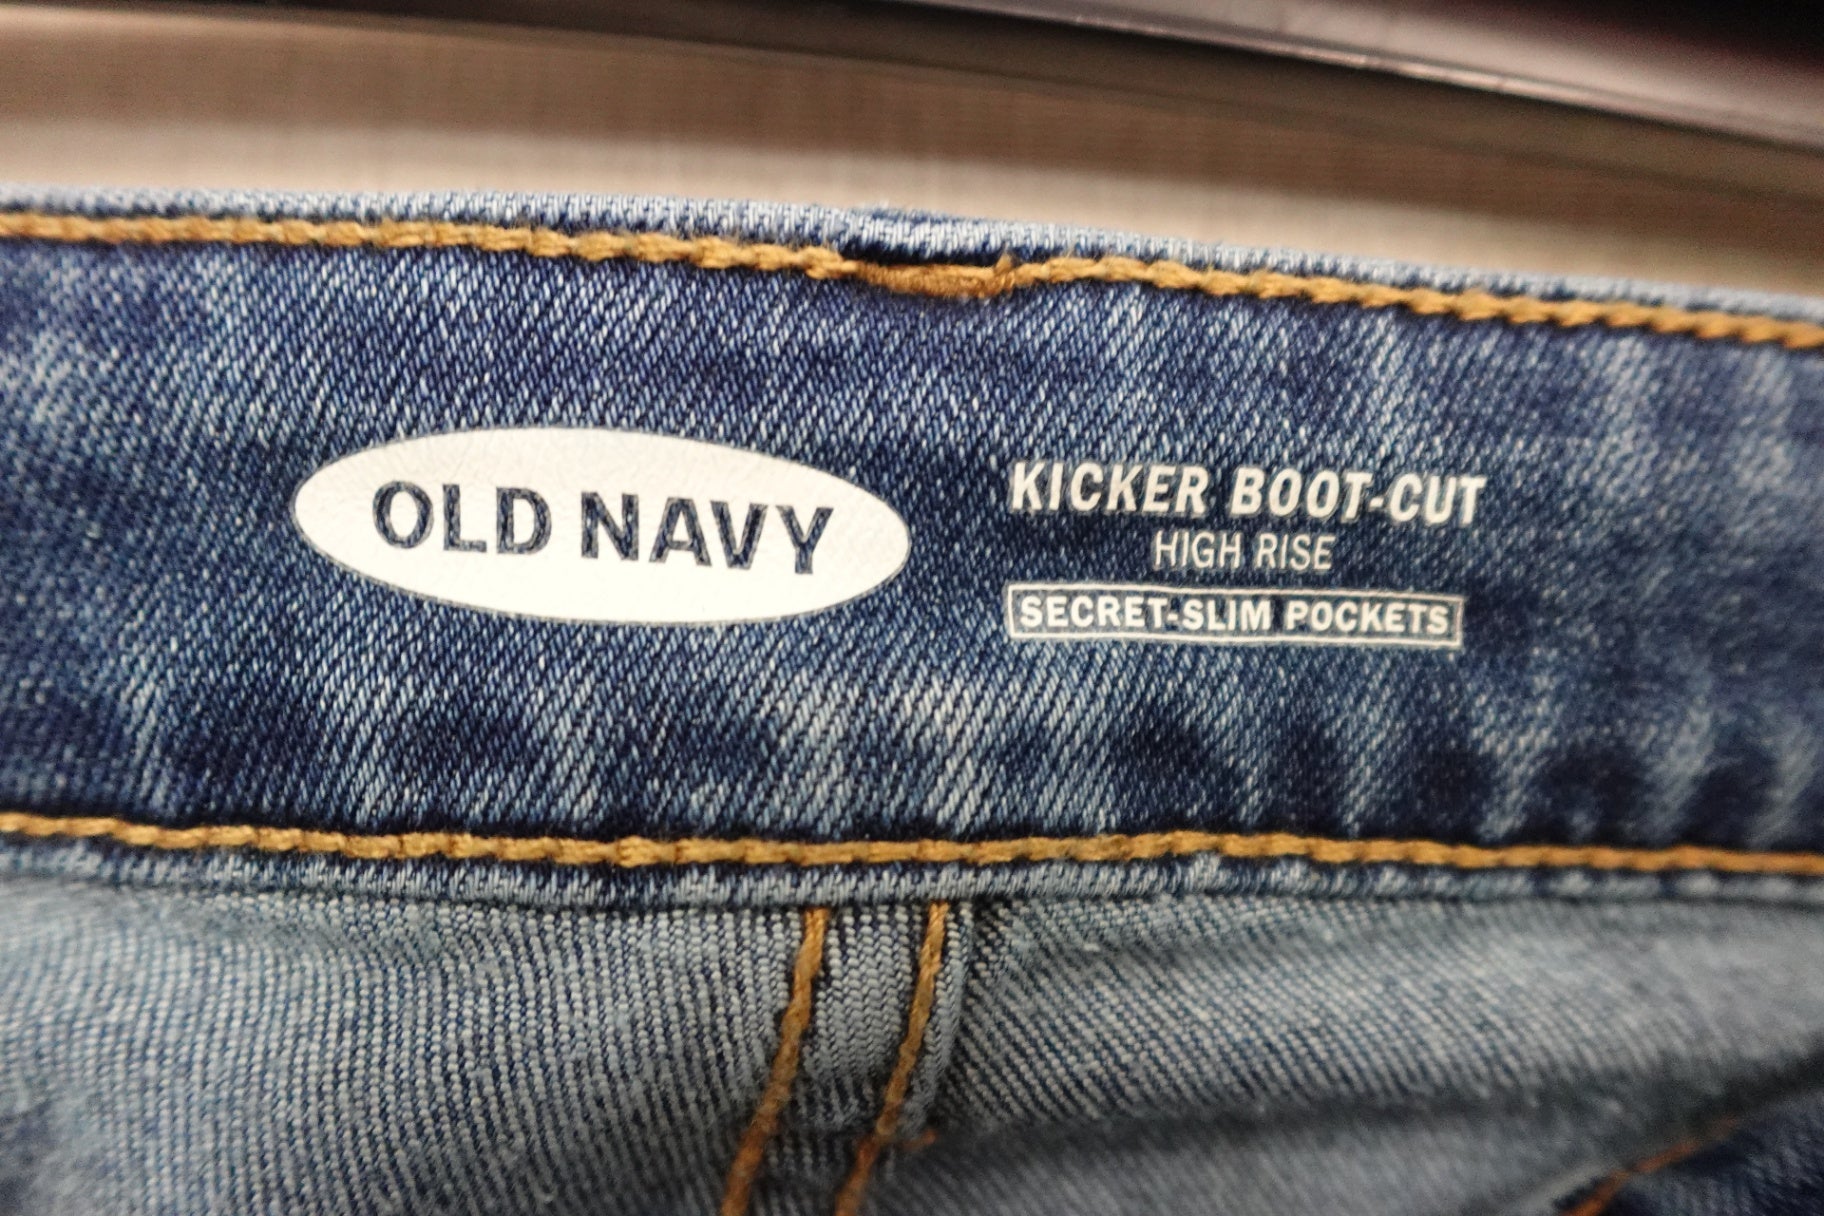 OLD NAVY
KICKER BOOT-CUT
HIGH RISE
SECRET-SLIM POCKETS